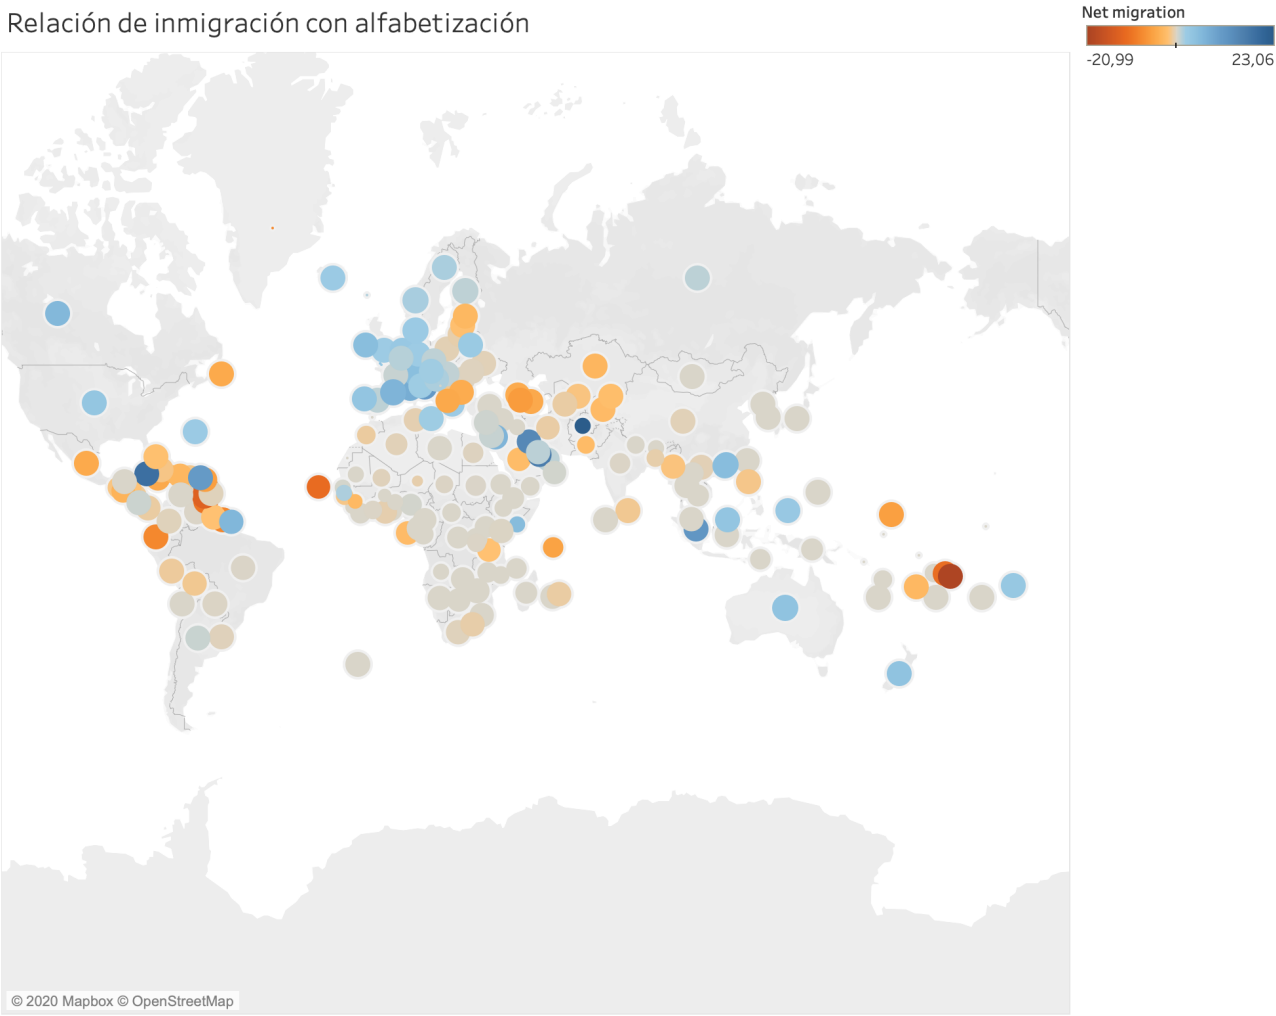 Relación de inmigración con alfabetización
Net migration
-20,99 23,06
© 2020 Mapbox © OpenStreetMap